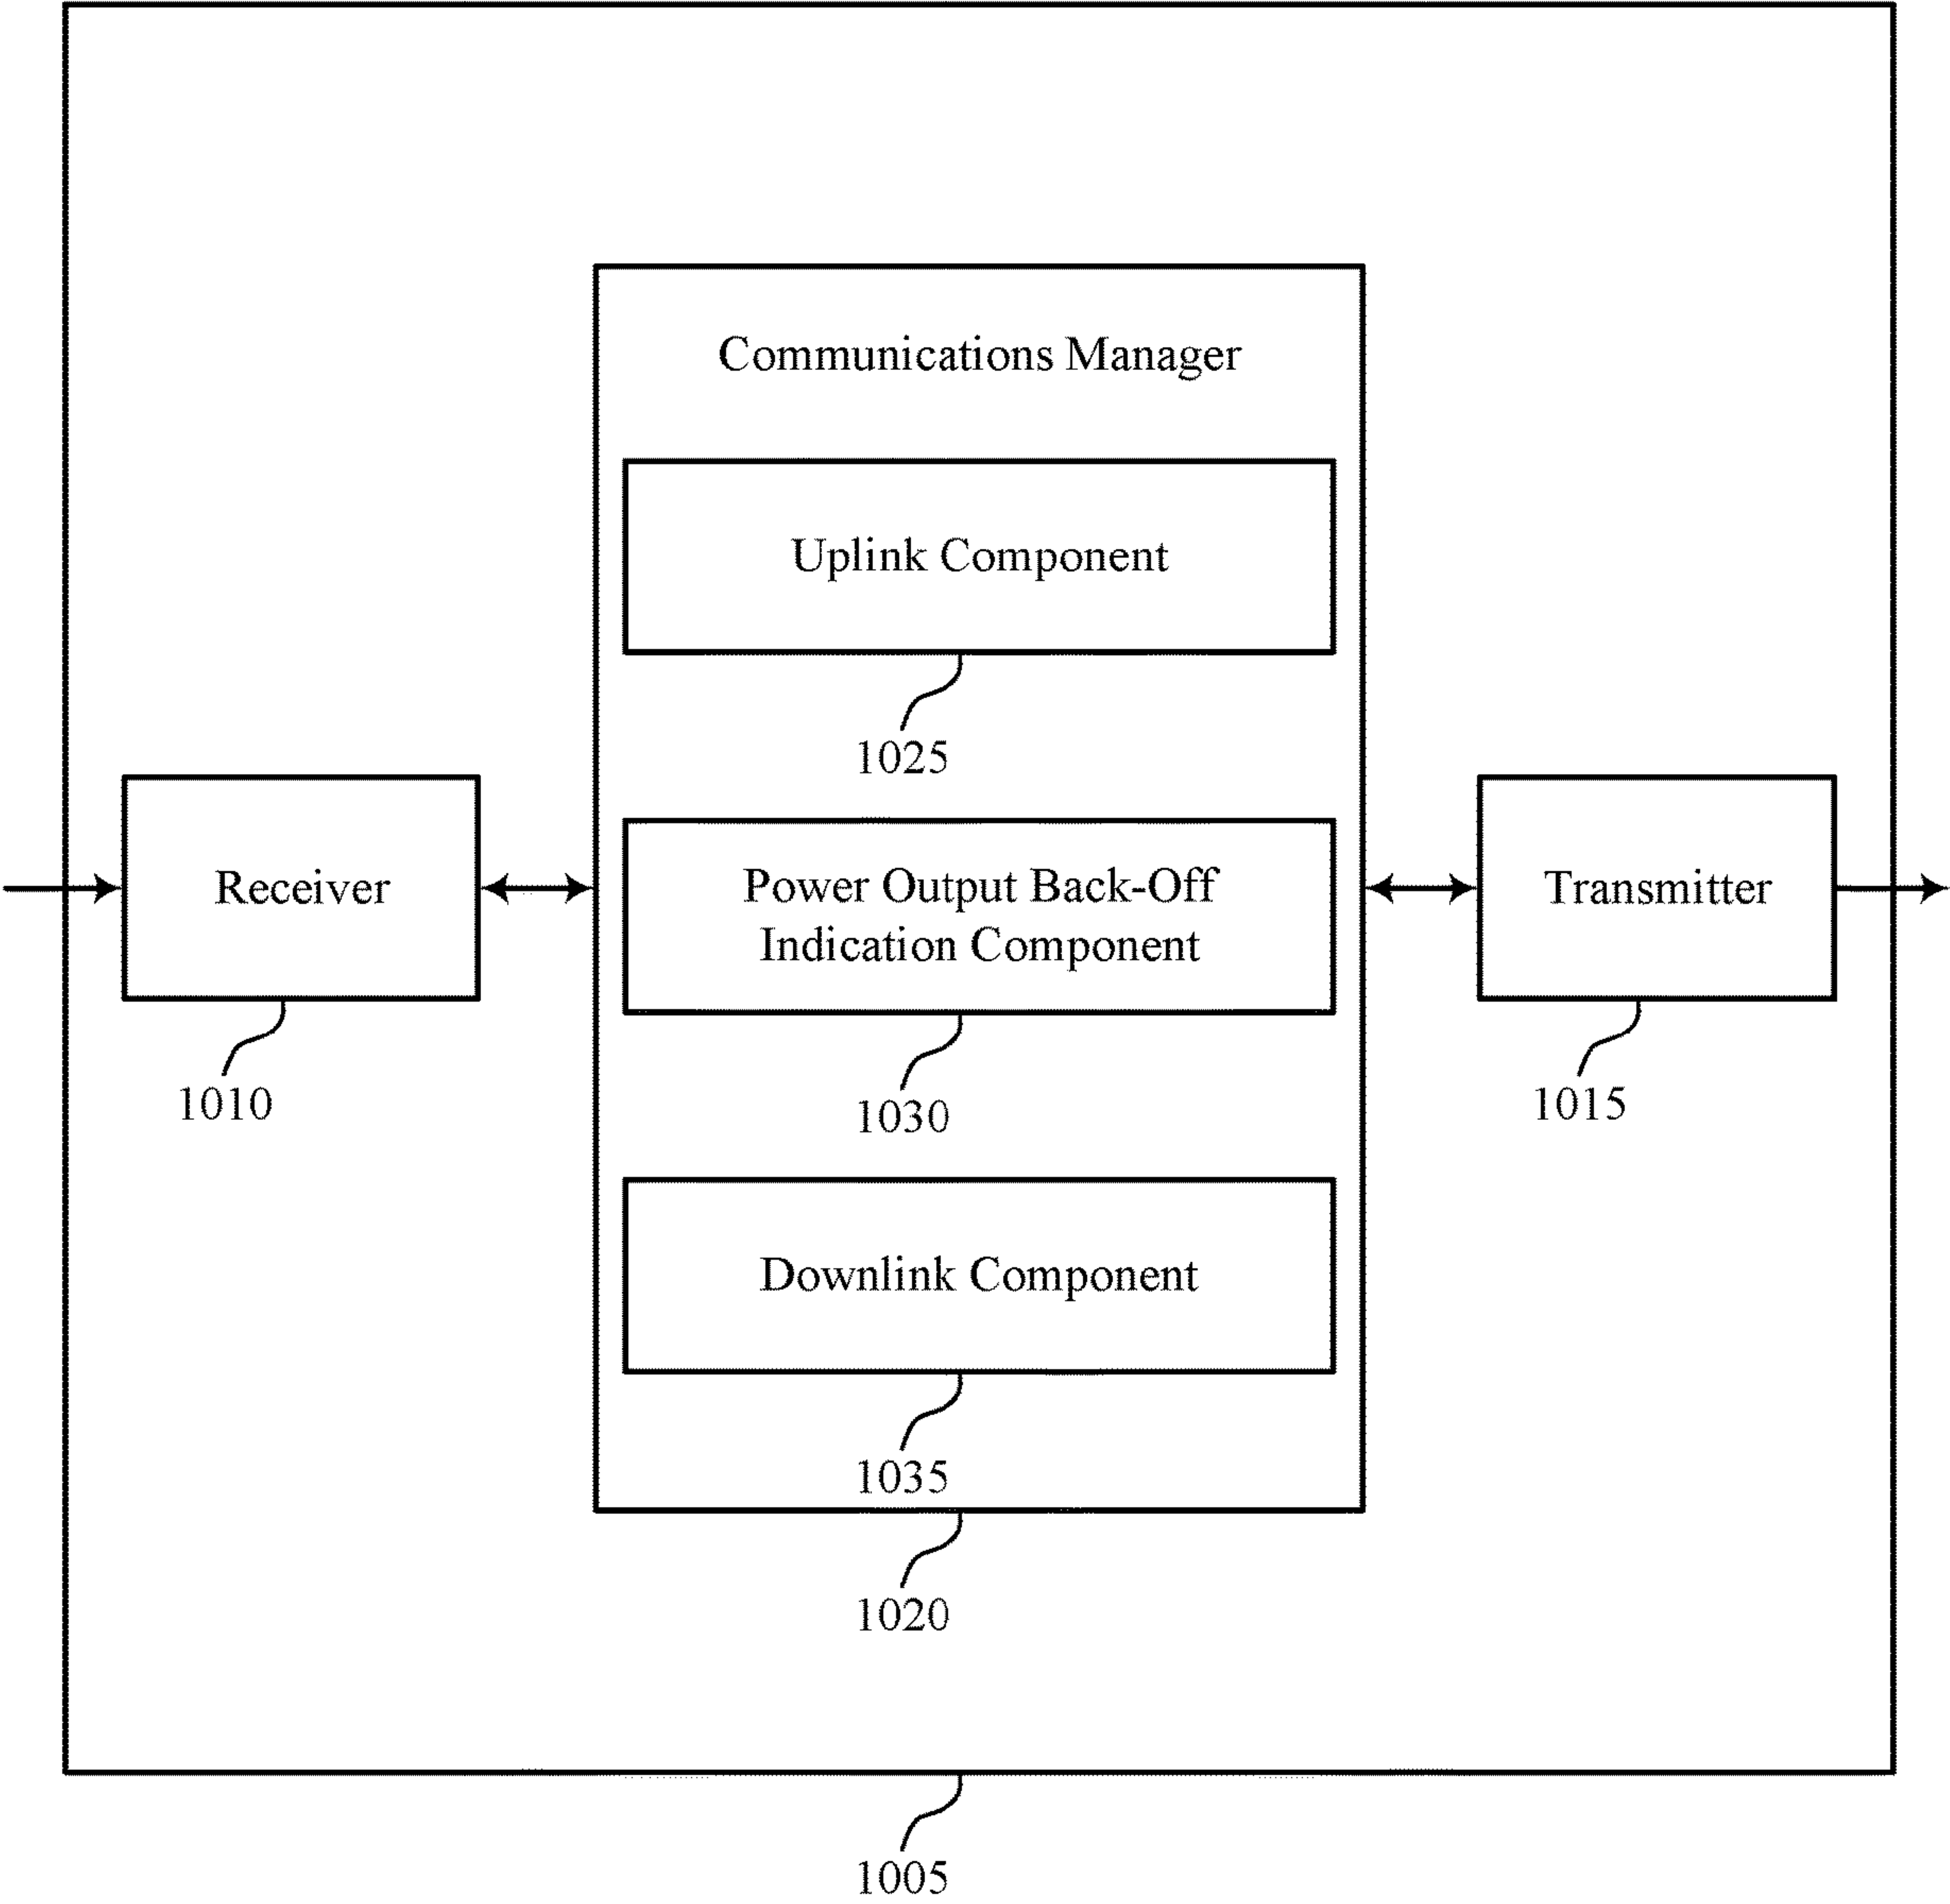 Communications Manager
Uplink Component
1025
Receiver
1010
Power Output Back-Off
Indication Component
1030
Transmitter
1015
Downlink Component
1035
1020
1005